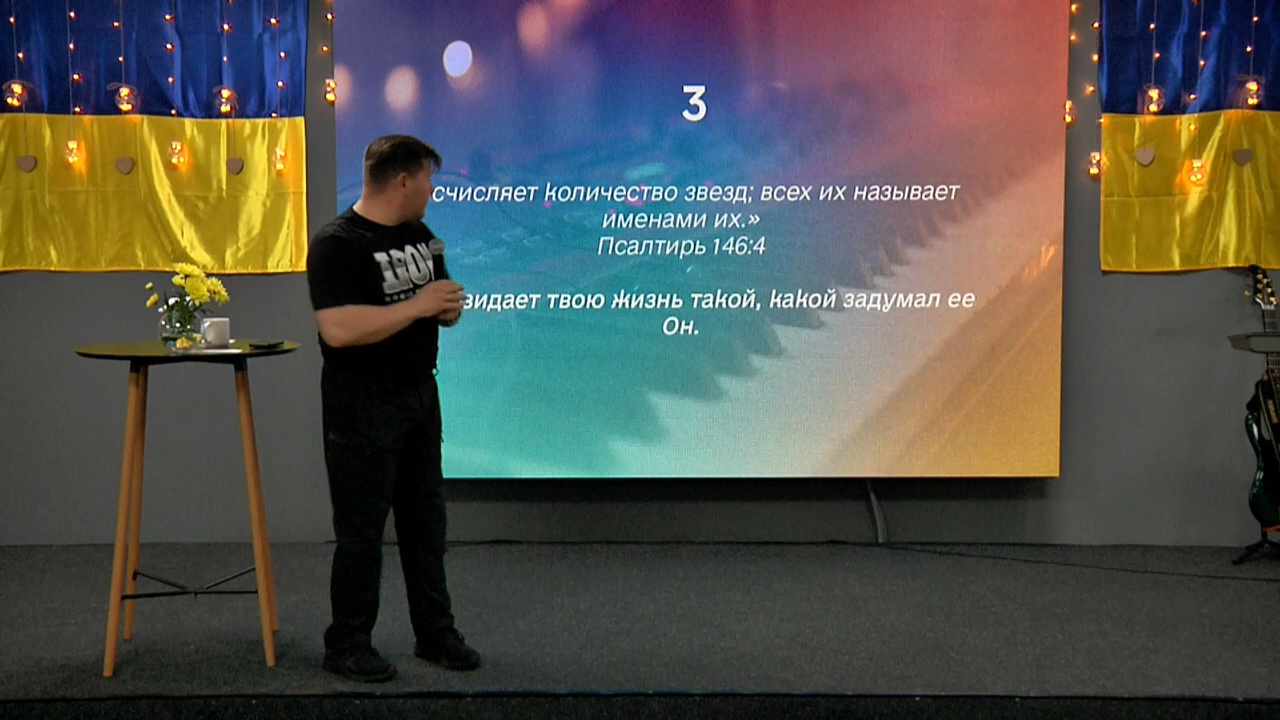 3
счисляет количество звезд; всех их называет
именами их.»
Псалтирь 146:4
твою жизнь такой, какой задумал ее
Он.